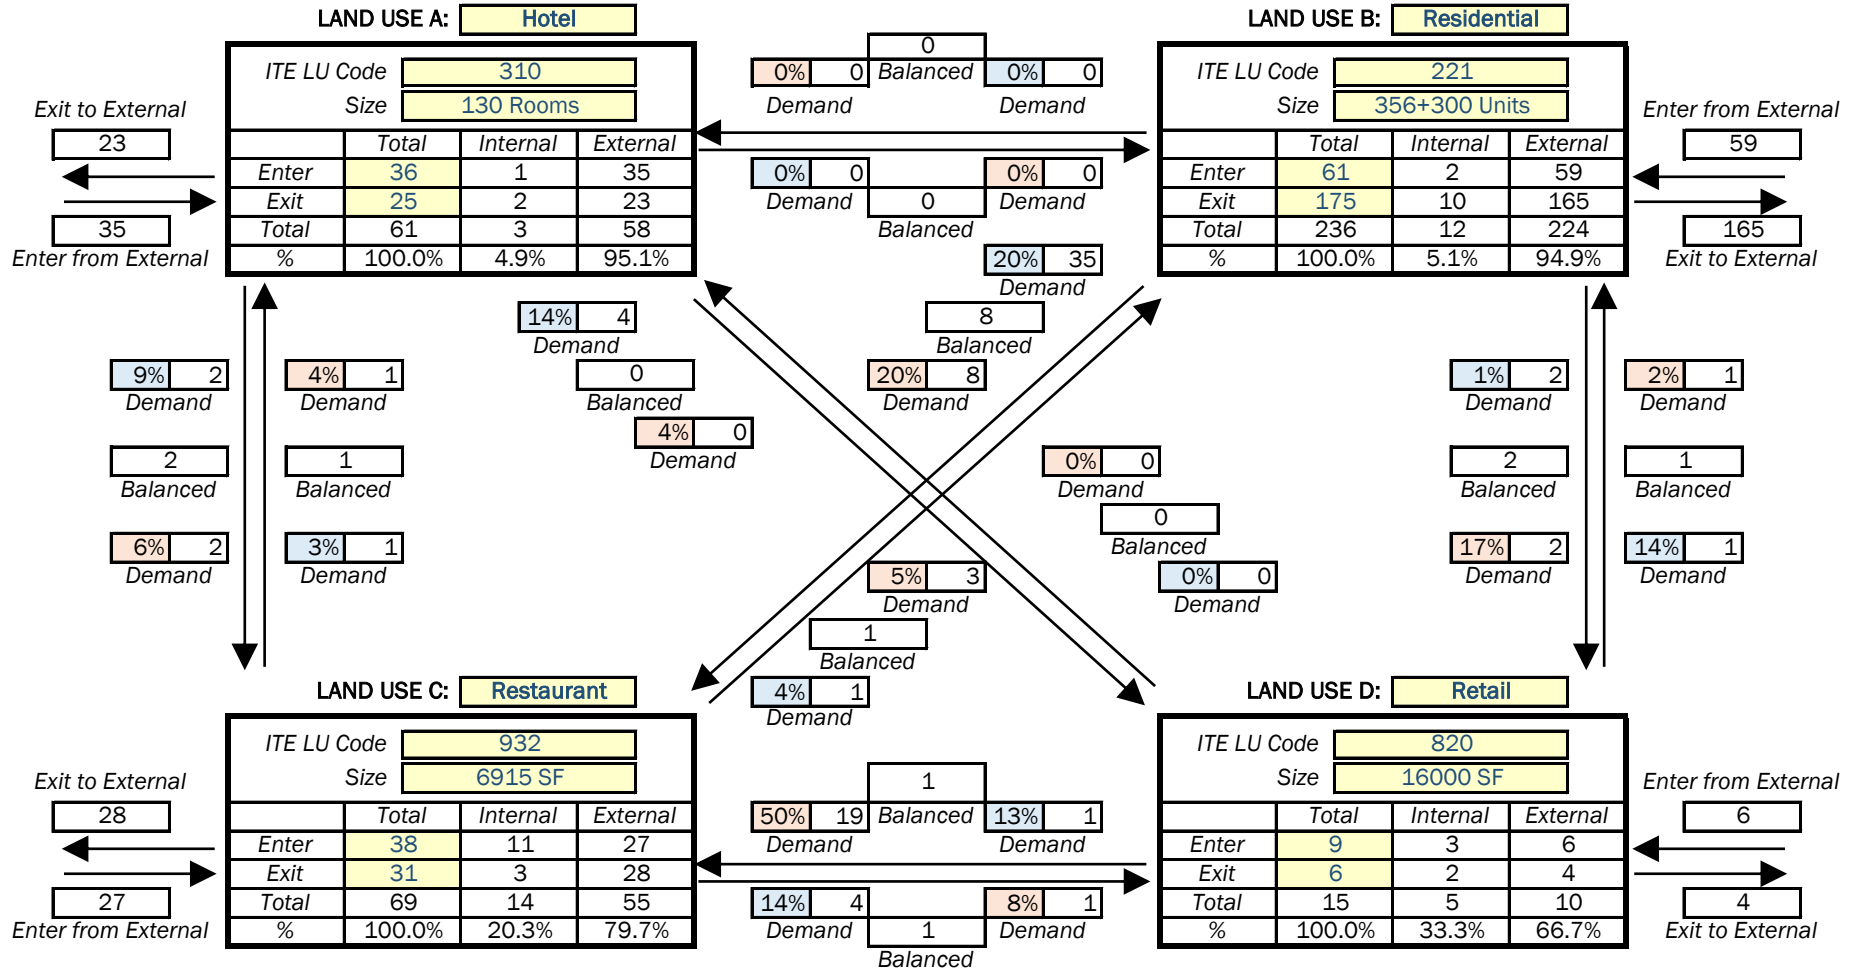 LAND USE A: Hotel
LAND USE B: Residential
0
ITE LU Code 310
0% 0 Balanced 0% 0
ITE LU Code 221
Size 130 Rooms
Demand Demand
Size 356+300 Units
Exit to External
Enter from External
23
59
Total Internal External
Total Internal External
Enter 36 1 35
0% 0 0% 0
Enter 61 2 59
Exit 25 2 23
Demand 0 Demand
Exit 175 10 165
35
Total 61 3 58
Balanced
Total 236 12 224
165
Enter from External
% 100.0% 4.9% 95.1%
20% 35
% 100.0% 5.1% 94.9%
Exit to External
Demand
14% 4
8
Demand
Balanced
9% 2
4% 1
0
20% 8
1% 2
2% 1
Demand
Demand
Balanced
Demand
Demand
Demand
4% 0
Demand
2
1
0% 0
2
1
Balanced
Balanced
Demand
Balanced
Balanced
0
Balanced
6% 2
3% 1
17% 2
14% 1
Demand
Demand
Demand
Demand
5% 3
0% 0
Demand
Demand
1
Balanced
LAND USE C: Restaurant
4% 1
LAND USE D: Retail
Demand
ITE LU Code 932
ITE LU Code 820
Size 6915 SF
1
Size 16000 SF
Exit to External
Enter from External
28
6
Total Internal External
50% 19 Balanced 13% 1
Total Internal External
Enter 38 11 27
Demand Demand
Enter 9 3 6
Exit 31 3 28
Exit 6 2 4
27
Total 69 14 55
14% 4 8% 1
Total 15 5 10
4
Enter from External
% 100.0% 20.3% 79.7%
Demand 1 Demand
% 100.0% 33.3% 66.7%
Exit to External
Balanced